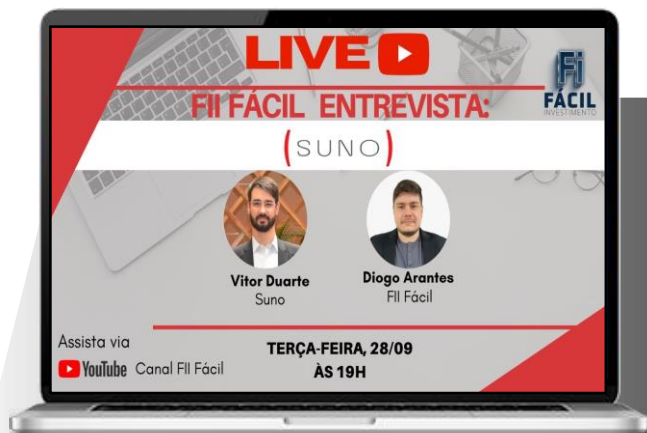 LIVE
FII FÁCIL ENTREVISTA:
Fi
FÁCIL
INVESTIMENTO
(SUNO)
Vitor Duarte
Suno
Diogo Arantes
FII Fácil
Assista via
YouTube Canal FII Fácil
TERÇA-FEIRA, 28/09
ÀS 19H